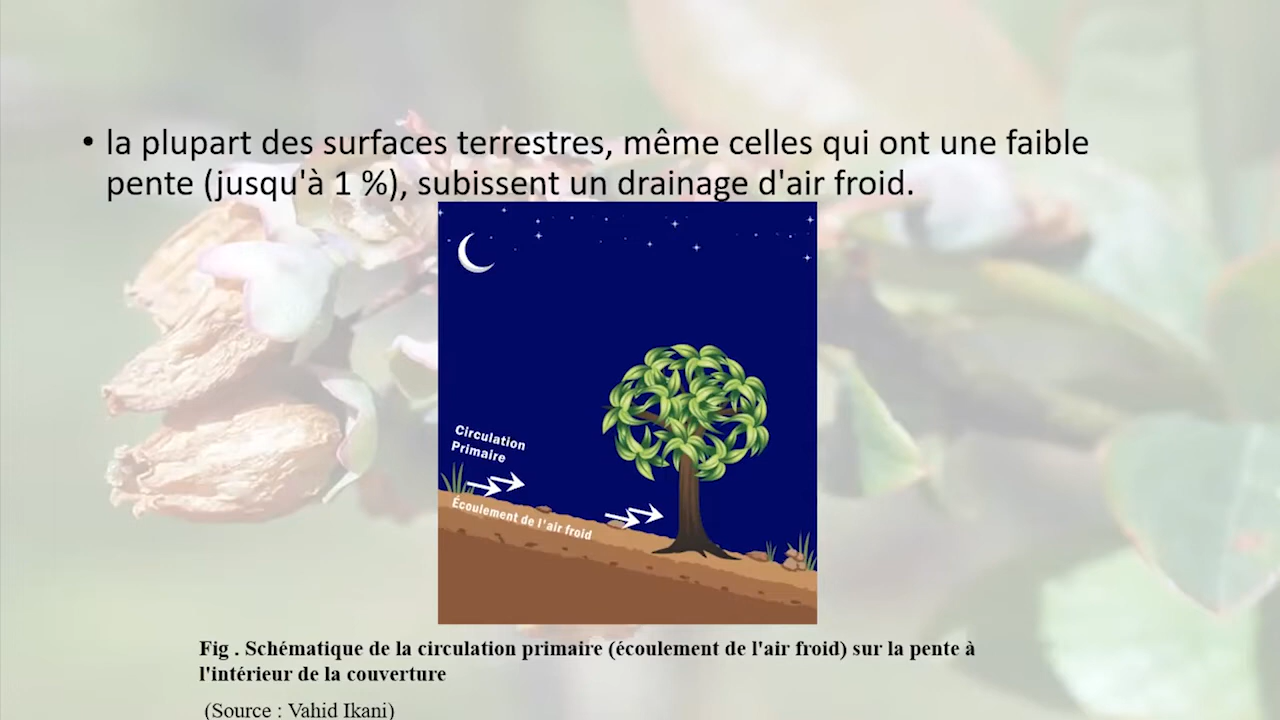 • la plupart des surfaces terrestres, même celles qui ont une faible
pente (jusqu'à 1 %), subissent un drainage d'air froid.
Circulation
Primaire
Écoulement de l'air froid
Fig . Schématique de la circulation primaire (écoulement de l'air froid) sur la pente à
l'intérieur de la couverture
(Source : Vahid Ikani)